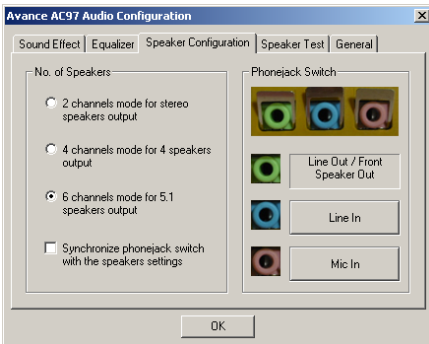 Avance AC97 Audio Configuration
Sound Effect
Equalizer
Speaker Configuration
Speaker Test
General
No. of Speakers
2 channels mode for stereo
speakers output
4 channels mode for 4 speakers
output
6 channels mode for 5.1
speakers output
Synchronize phonejack switch
with the speakers settings
Phonejack Switch
Line Out / Front
Speaker Out
Line In
Mic In
OK